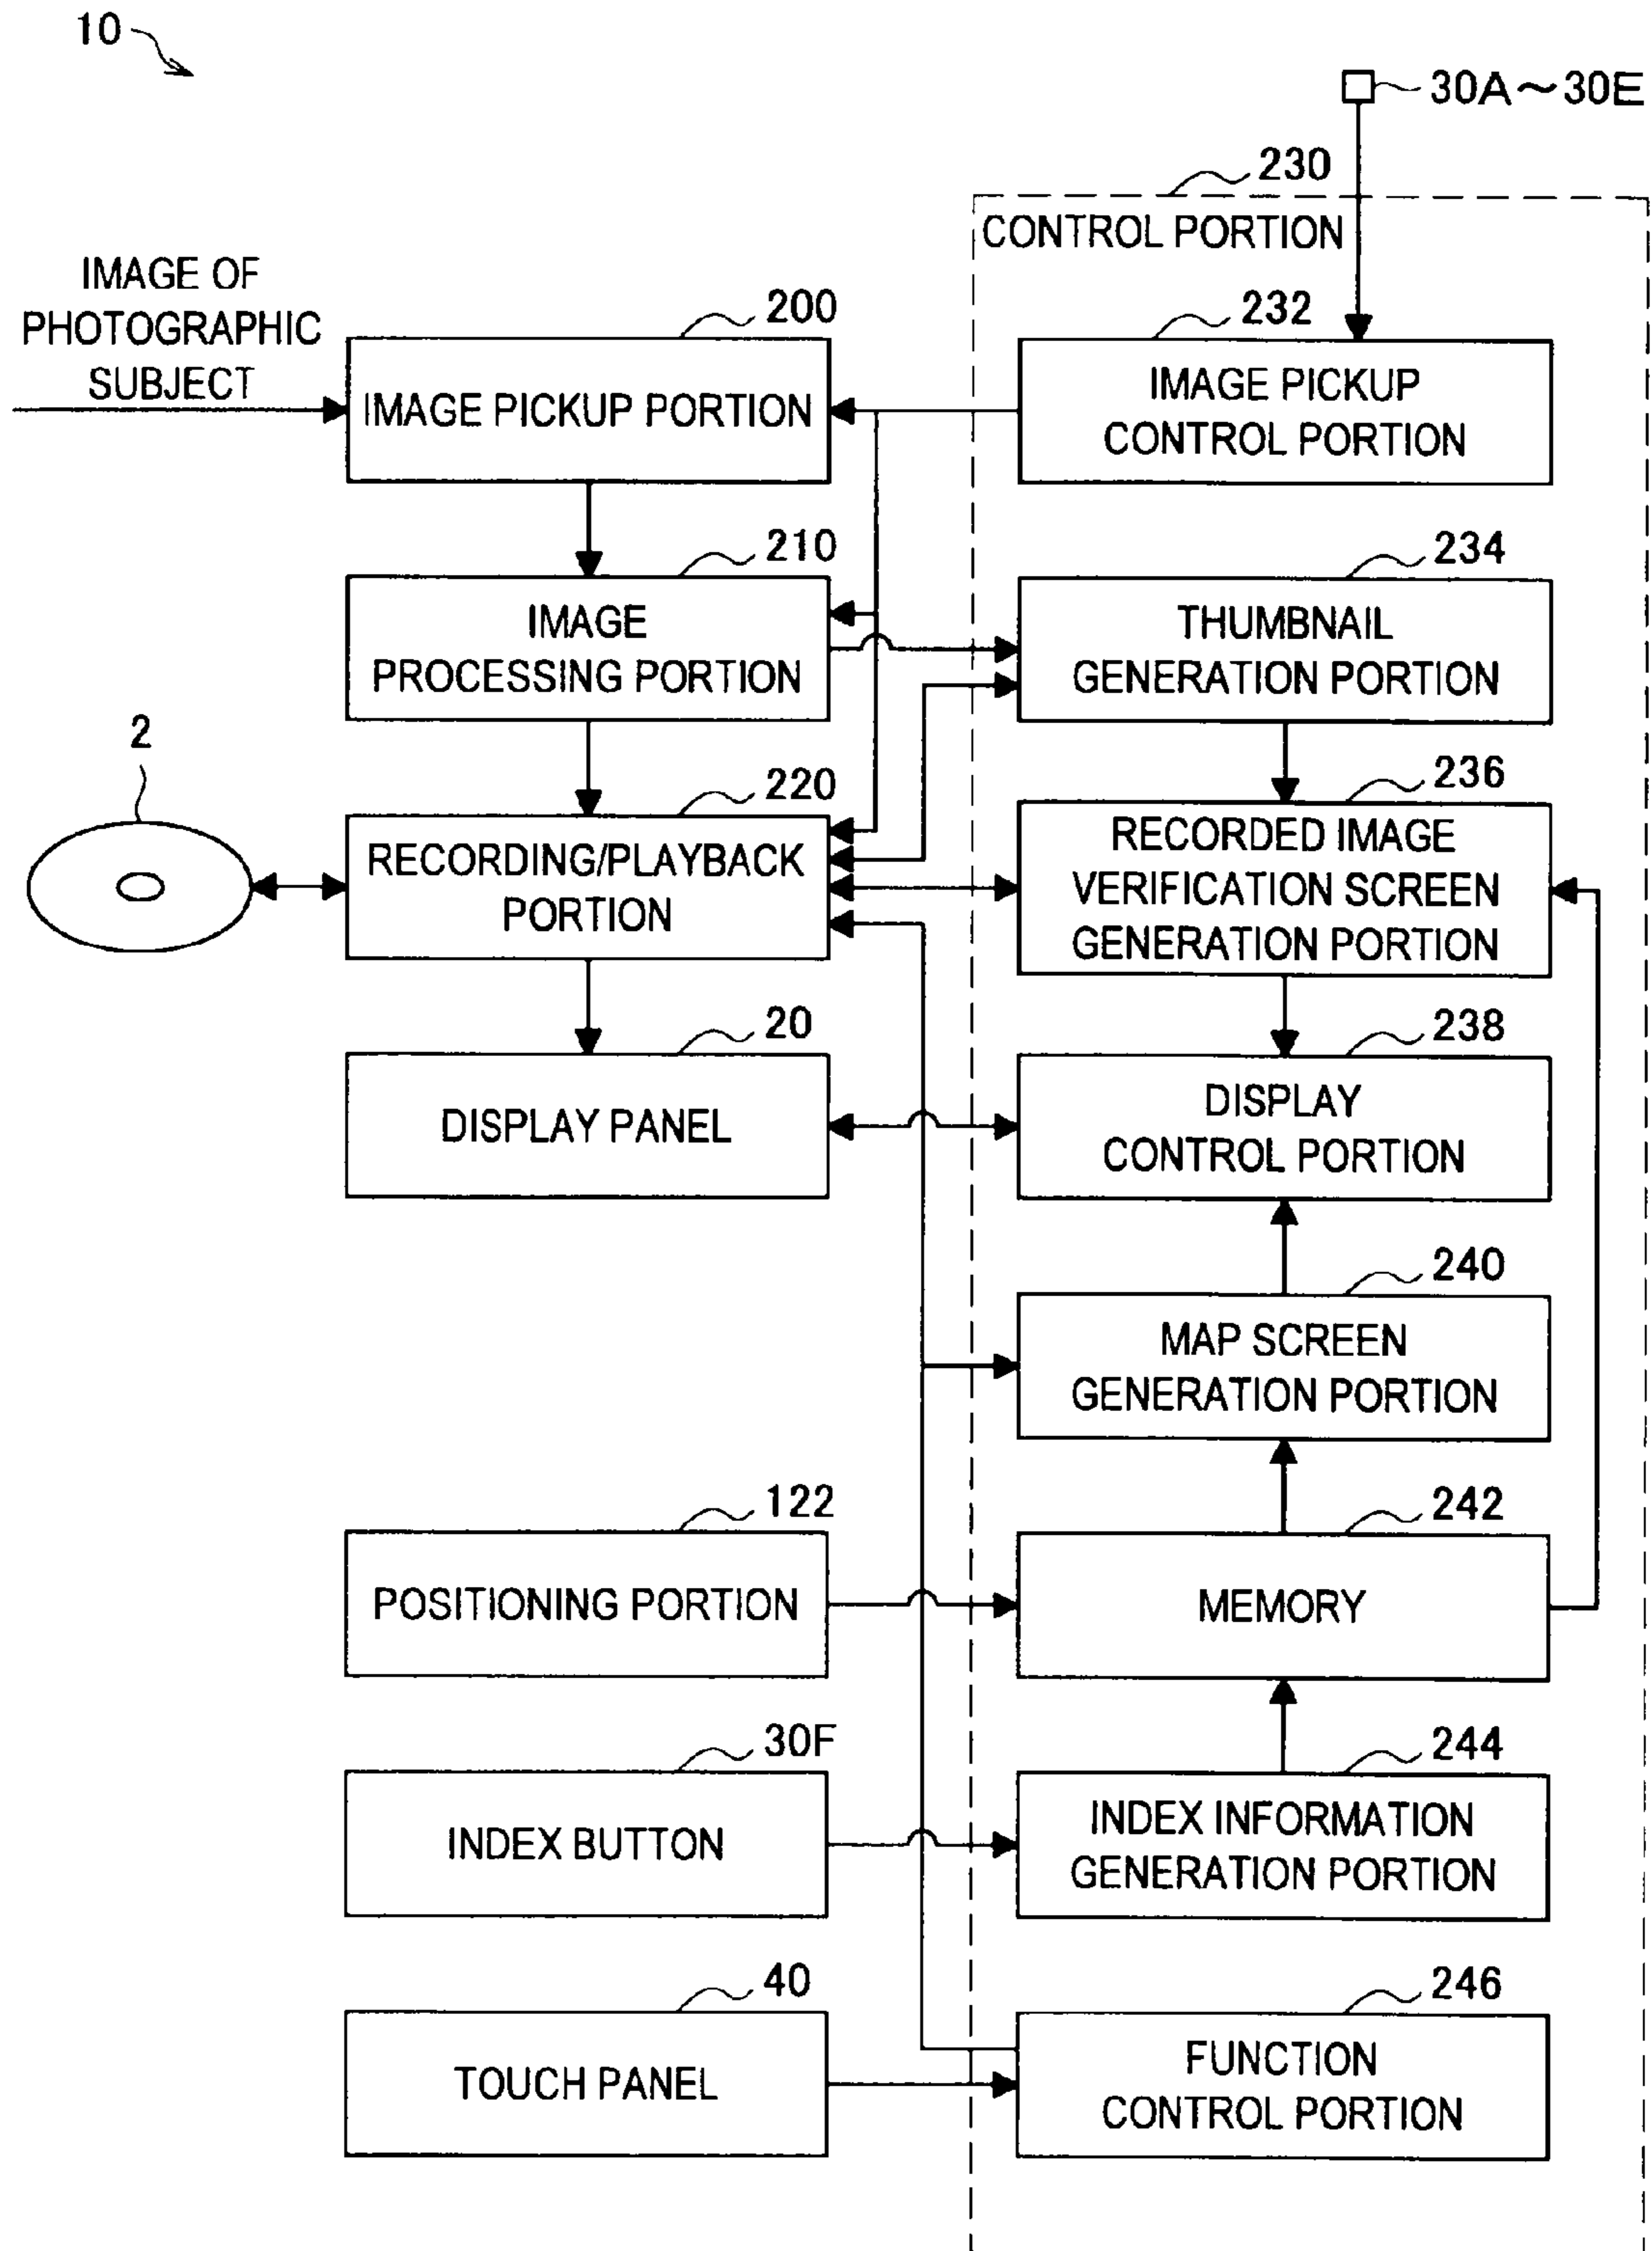 10
30A～30E
230
CONTROL PORTION
IMAGE OF
PHOTOGRAPHIC
SUBJECT
200
IMAGE PICKUP PORTION
232
IMAGE PICKUP
CONTROL PORTION
210
IMAGE
PROCESSING PORTION
234
THUMBNAIL
GENERATION PORTION
2
220
RECORDING/PLAYBACK
PORTION
236
RECORDED IMAGE
VERIFICATION SCREEN
GENERATION PORTION
20
DISPLAY PANEL
238
DISPLAY
CONTROL PORTION
240
MAP SCREEN
GENERATION PORTION
122
POSITIONING PORTION
242
MEMORY
30F
INDEX BUTTON
244
INDEX INFORMATION
GENERATION PORTION
40
TOUCH PANEL
246
FUNCTION
CONTROL PORTION